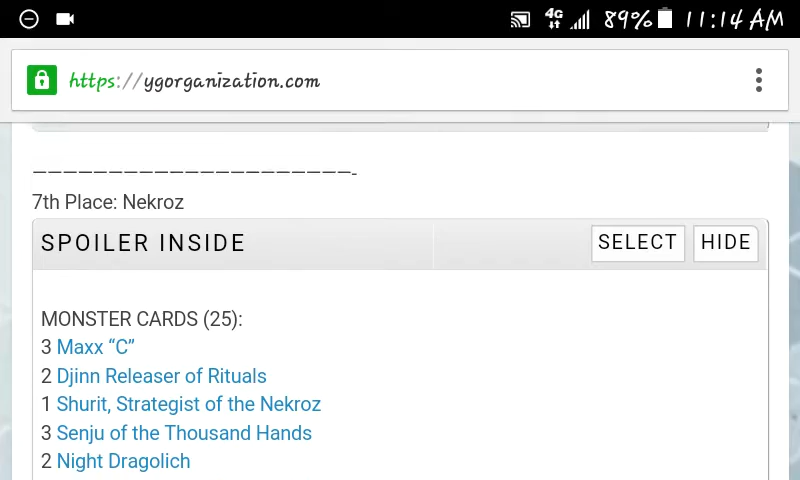 4G 89% 11:14 AM
https://ygorganization.com
————————————————————-
7th Place: Nekroz
SPOILER INSIDE SELECT HIDE
MONSTER CARDS (25):
3 Maxx “C”
2 Djinn Releaser of Rituals
1 Shurit, Strategist of the Nekroz
3 Senju of the Thousand Hands
2 Night Dragolich